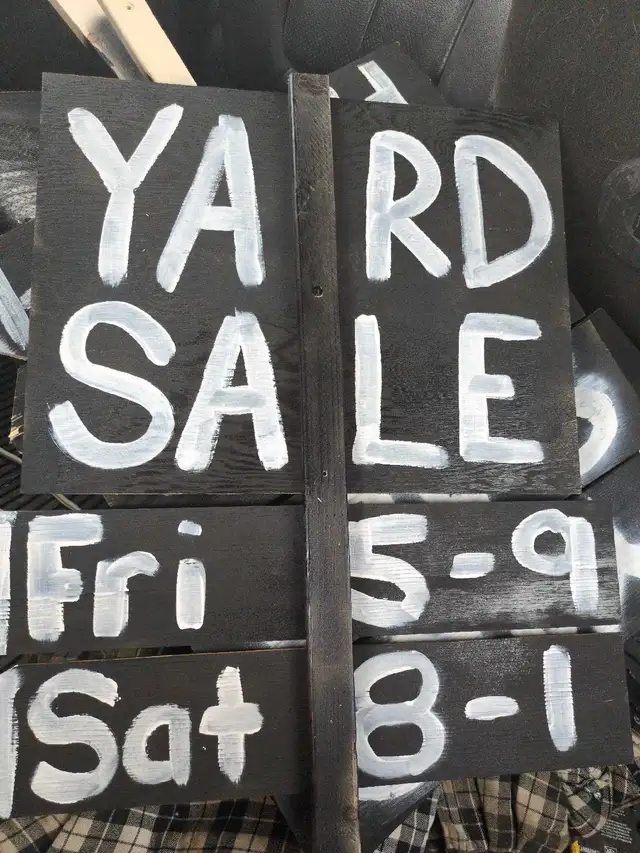 YARD
SALE
Fri 5-9
Sat 8-1